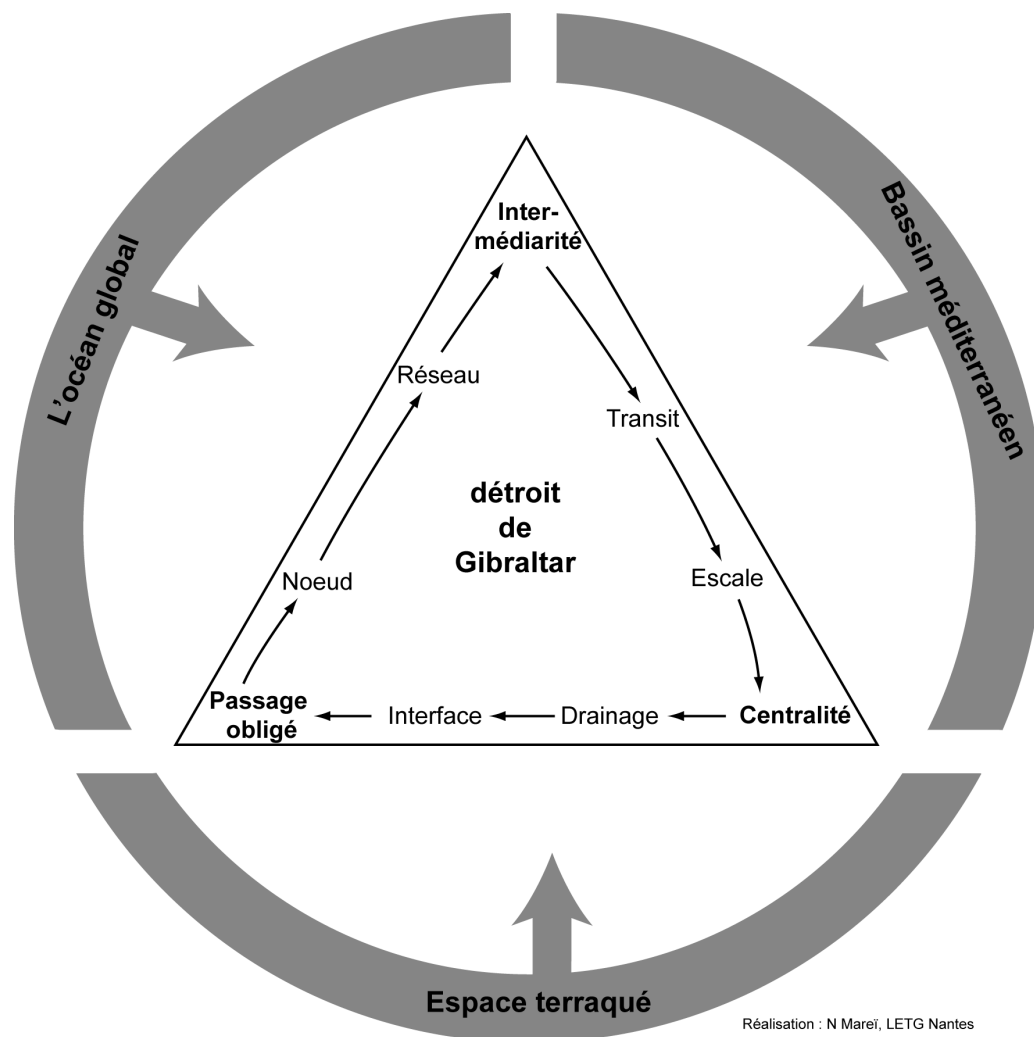 Inter-
médiarité
L'océan global
Bassin méditerranéen
Réseau
Transit
détroit
de
Gibraltar
Noeud
Escale
Passage
obligé
Interface
Drainage
Centralité
Espace terraqué
Réalisation : N Mareï, LETG Nantes